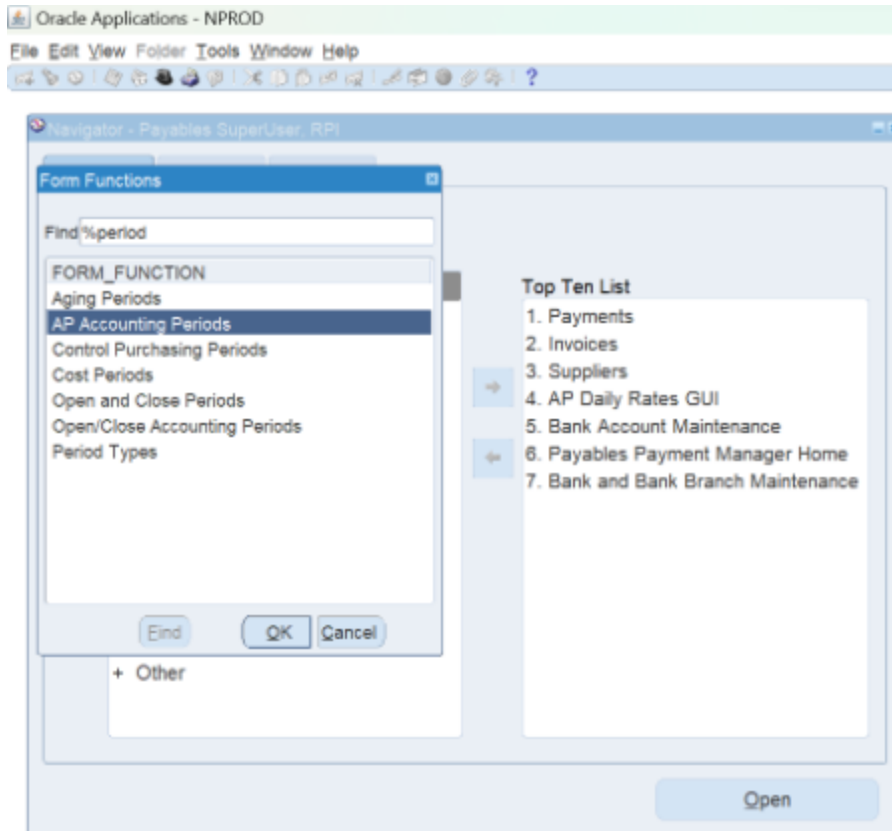 Oracle Applications - NPROD
File Edit View Folder Tools Window Help
?
Navigator - Payables SuperUser, RPI
Form Functions
Find %period
FORM_FUNCTION
Aging Periods
AP Accounting Periods
Control Purchasing Periods
Cost Periods
Open and Close Periods
Open/Close Accounting Periods
Period Types
Find OK Cancel
+ Other
Top Ten List
1. Payments
2. Invoices
3. Suppliers
4. AP Daily Rates GUI
5. Bank Account Maintenance
6. Payables Payment Manager Home
7. Bank and Bank Branch Maintenance
Open